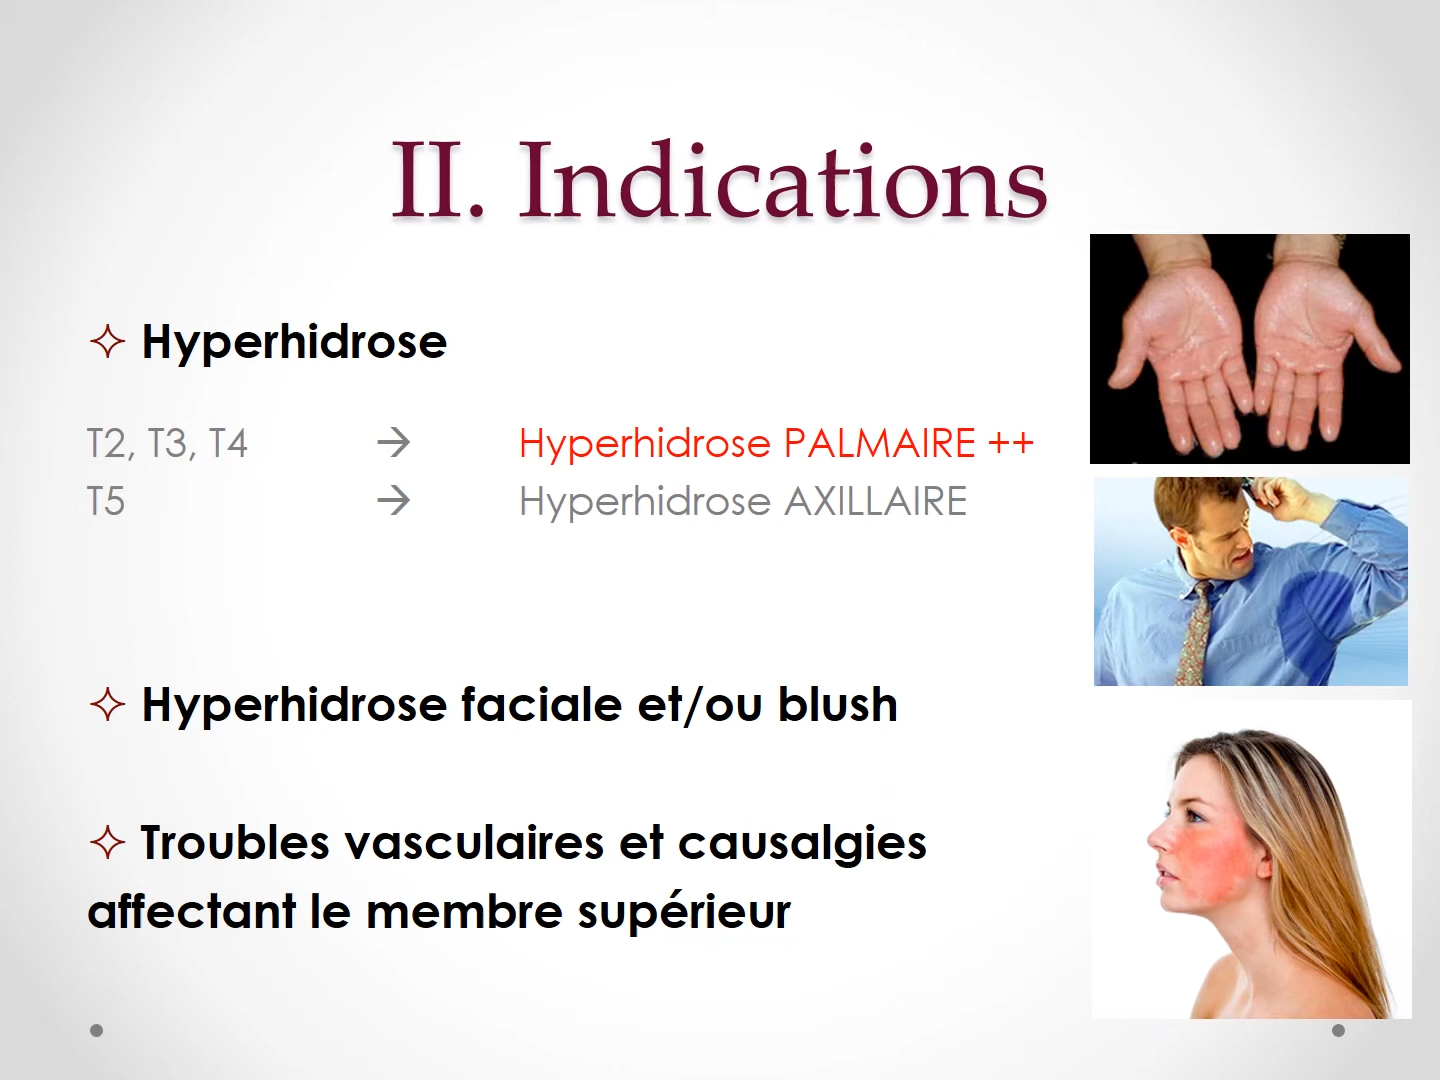 II. Indications
✧ Hyperhidrose
T2, T3, T4 → Hyperhidrose PALMAIRE ++
T5 → Hyperhidrose AXILLAIRE
✧ Hyperhidrose faciale et/ou blush
✧ Troubles vasculaires et causalgies
affectant le membre supérieur